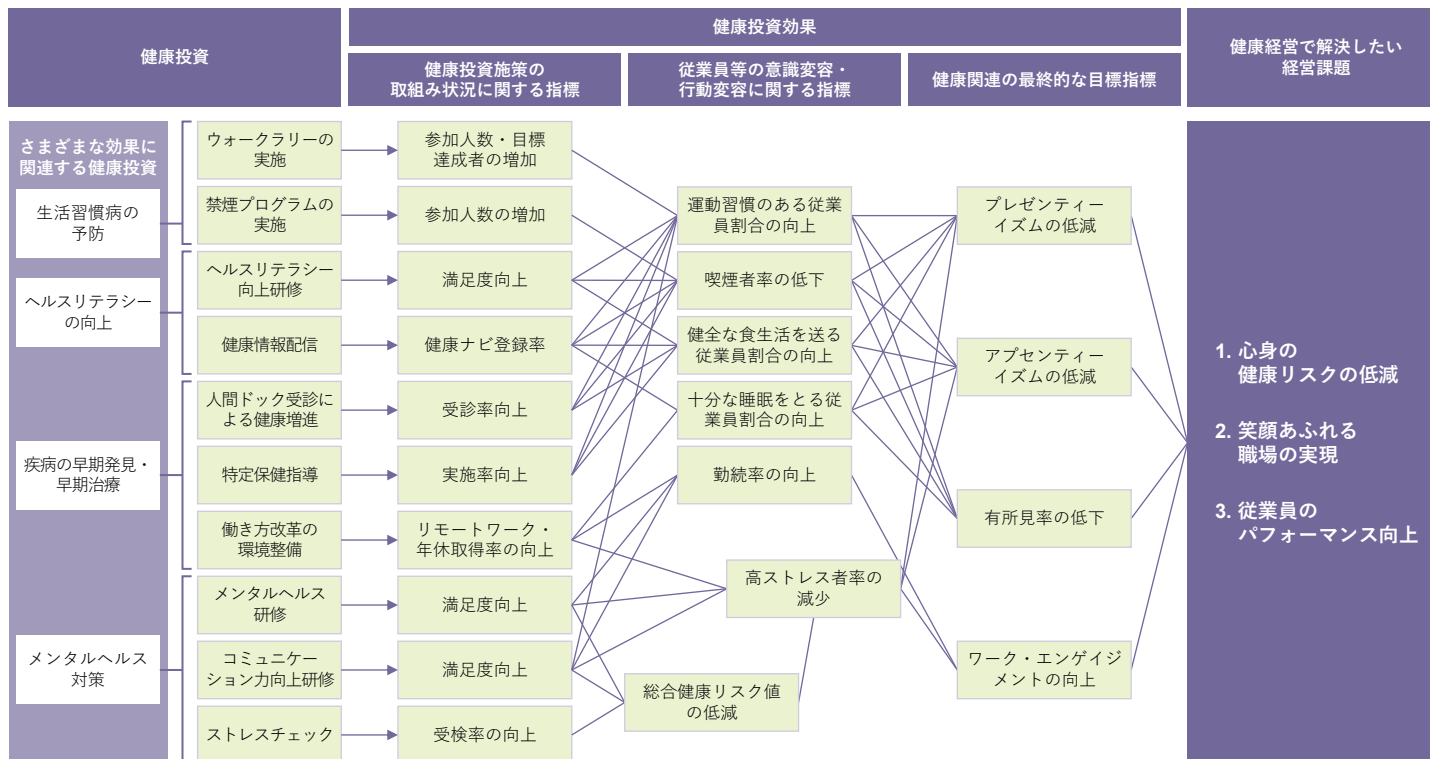 健康投資
健康投資効果
健康投資施策の
取組み状況に関する指標
従業員等の意識変容・
行動変容に関する指標
健康関連の最終的な目標指標
健康経営で解決したい
経営課題
さまざまな効果に
関連する健康投資
生活習慣病の
予防
ヘルスリテラシー
の向上
疾病の早期発見・
早期治療
メンタルヘルス
対策
ウォークラリーの
実施
禁煙プログラムの
実施
ヘルスリテラシー
向上研修
健康情報配信
人間ドック受診に
よる健康増進
特定保健指導
働き方改革の
環境整備
メンタルヘルス
研修
コミュニケー
ション力向上研修
ストレスチェック
参加人数・目標
達成者の増加
参加人数の増加
満足度向上
健康ナビ登録率
受診率向上
実施率向上
リモートワーク・
年休取得率の向上
満足度向上
満足度向上
受検率の向上
運動習慣のある従業
員割合の向上
喫煙者率の低下
健全な食生活を送る
従業員割合の向上
十分な睡眠をとる従
業員割合の向上
勤続率の向上
高ストレス者率の
減少
総合健康リスク値
の低減
プレゼンティー
イズムの低減
アプセンティー
イズムの低減
有所見率の低下
ワーク・エンゲイジ
メントの向上
1. 心身の
健康リスクの低減
2. 笑顔あふれる
職場の実現
3. 従業員の
パフォーマンス向上